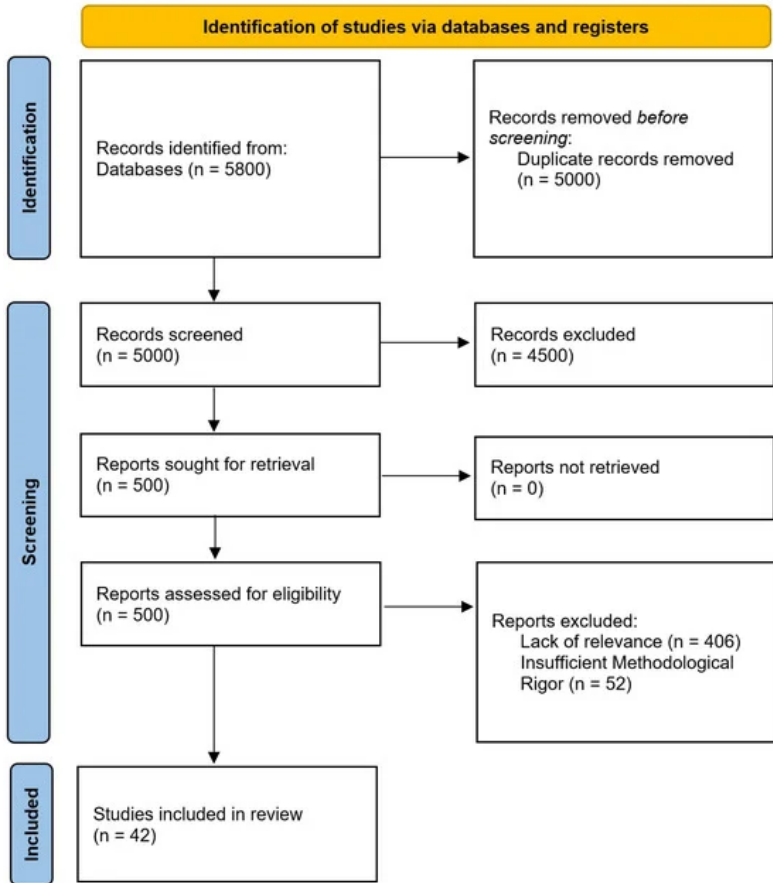 Identification of studies via databases and registers
Identification
Records identified from:
Databases (n = 5800)
Records removed before
screening:
Duplicate records removed
(n = 5000)
Screening
Records screened
(n = 5000)
Records excluded
(n = 4500)
Reports sought for retrieval
(n = 500)
Reports not retrieved
(n = 0)
Reports assessed for eligibility
(n = 500)
Reports excluded:
Lack of relevance (n = 406)
Insufficient Methodological
Rigor (n = 52)
Included
Studies included in review
(n = 42)